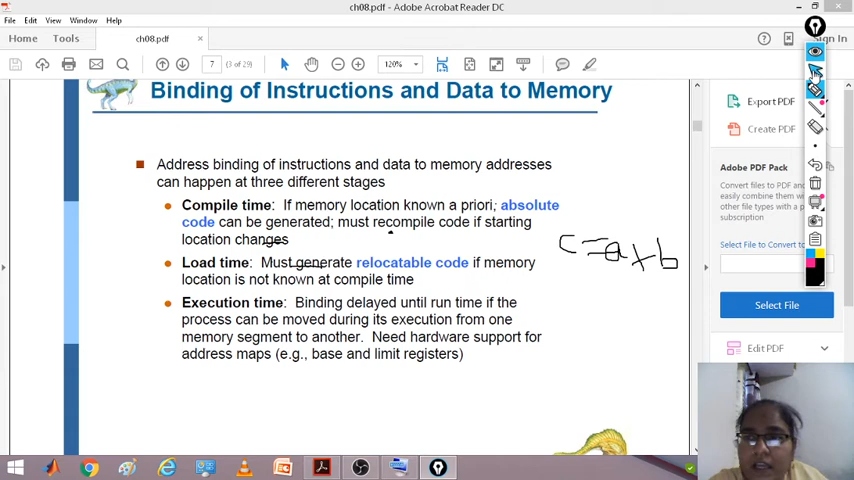 ch08.pdf - Adobe Acrobat Reader DC
File Edit View Window Help
Home Tools ch08.pdf × Sign In
7 (3 of 29) 120%
Binding of Instructions and Data to Memory
Address binding of instructions and data to memory addresses
can happen at three different stages
Compile time: If memory location known a priori, absolute
code can be generated; must recompile code if starting
location changes
Load time: Must generate relocatable code if memory
location is not known at compile time
Execution time: Binding delayed until run time if the
process can be moved during its execution from one
memory segment to another. Need hardware support for
address maps (e.g., base and limit registers)
c=a+b
Export PDF
Create PDF
Adobe PDF Pack
Convert files to PDF and
easily combine them with
other file types with a paid
subscription
Select File to Convert to
Select File
Edit PDF